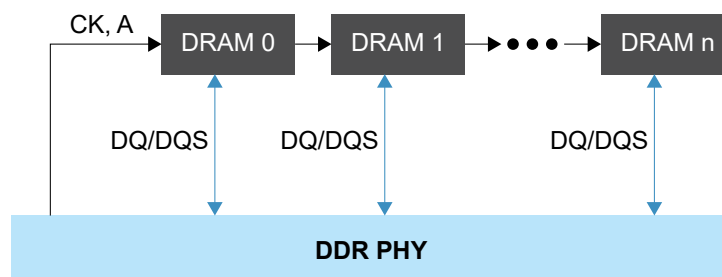 CK, A
DRAM 0
DRAM 1
DRAM n
DQ/DQS
DQ/DQS
DQ/DQS
DDR PHY